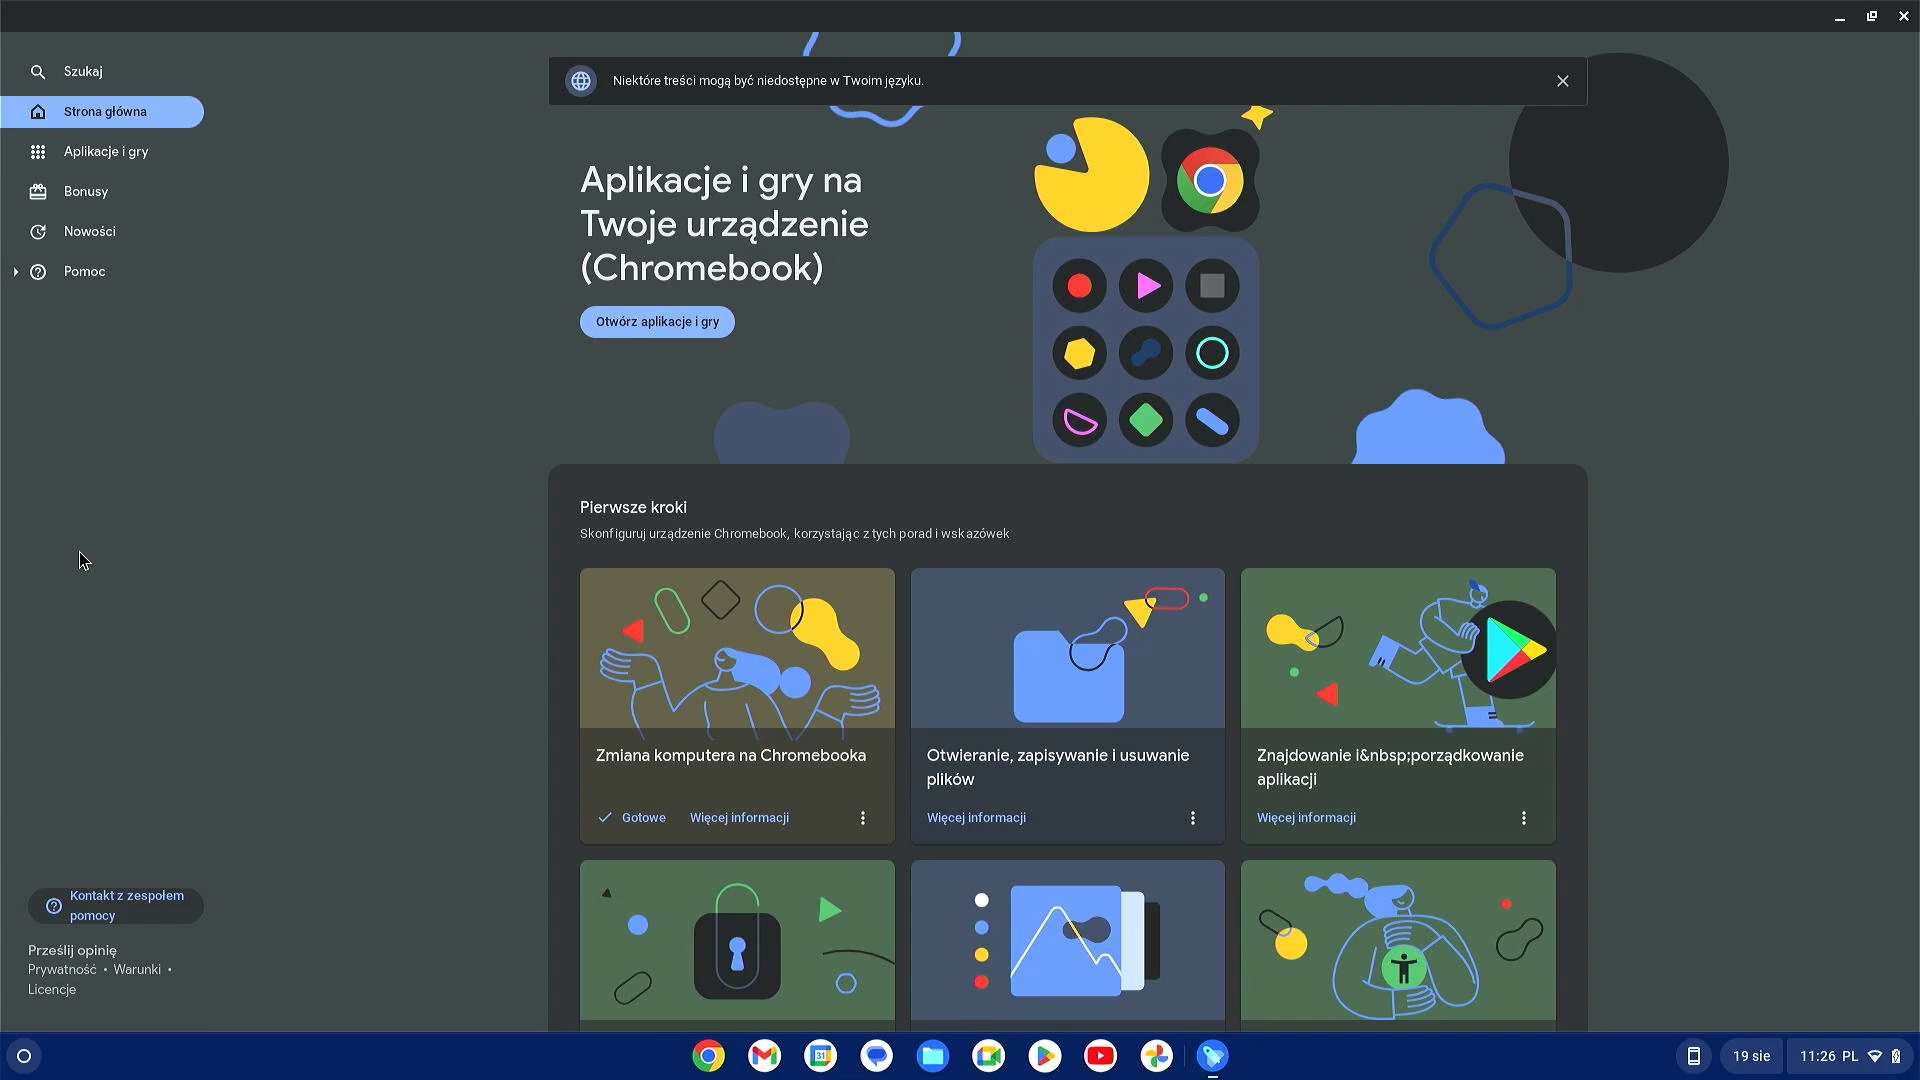 Szukaj
Strona główna
Aplikacje i gry
Bonusy
Nowości
Pomoc
Niektóre treści mogą być niedostępne w Twoim języku.
Aplikacje i gry na
Twoje urządzenie
(Chromebook)
Otwórz aplikacje i gry
Pierwsze kroki
Skonfiguruj urządzenie Chromebook, korzystając z tych porad i wskazówek
Zmiana komputera na Chromebooka
Gotowe Więcej informacji
Otwieranie, zapisywanie i usuwanie
plików
Więcej informacji
Znajdowanie i&nbsp;porządkowanie
aplikacji
Więcej informacji
Kontakt z zespołem
pomocy
Prześlij opinię
Prywatność • Warunki •
Licencje
31
19 sie
11:26 PL